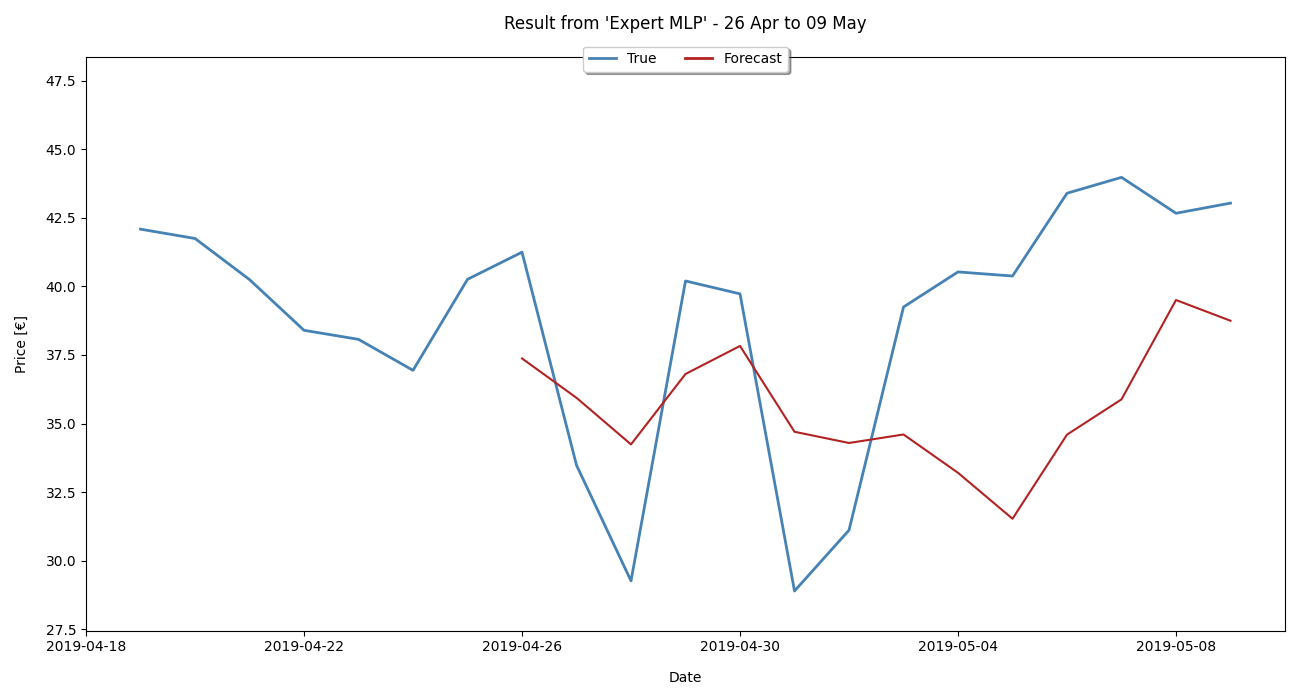 Result from 'Expert MLP' - 26 Apr to 09 May
True Forecast
47.5
45.0
42.5
40.0
37.5
35.0
32.5
30.0
27.5
Price [€]
2019-04-18 2019-04-22 2019-04-26 2019-04-30 2019-05-04 2019-05-08
Date